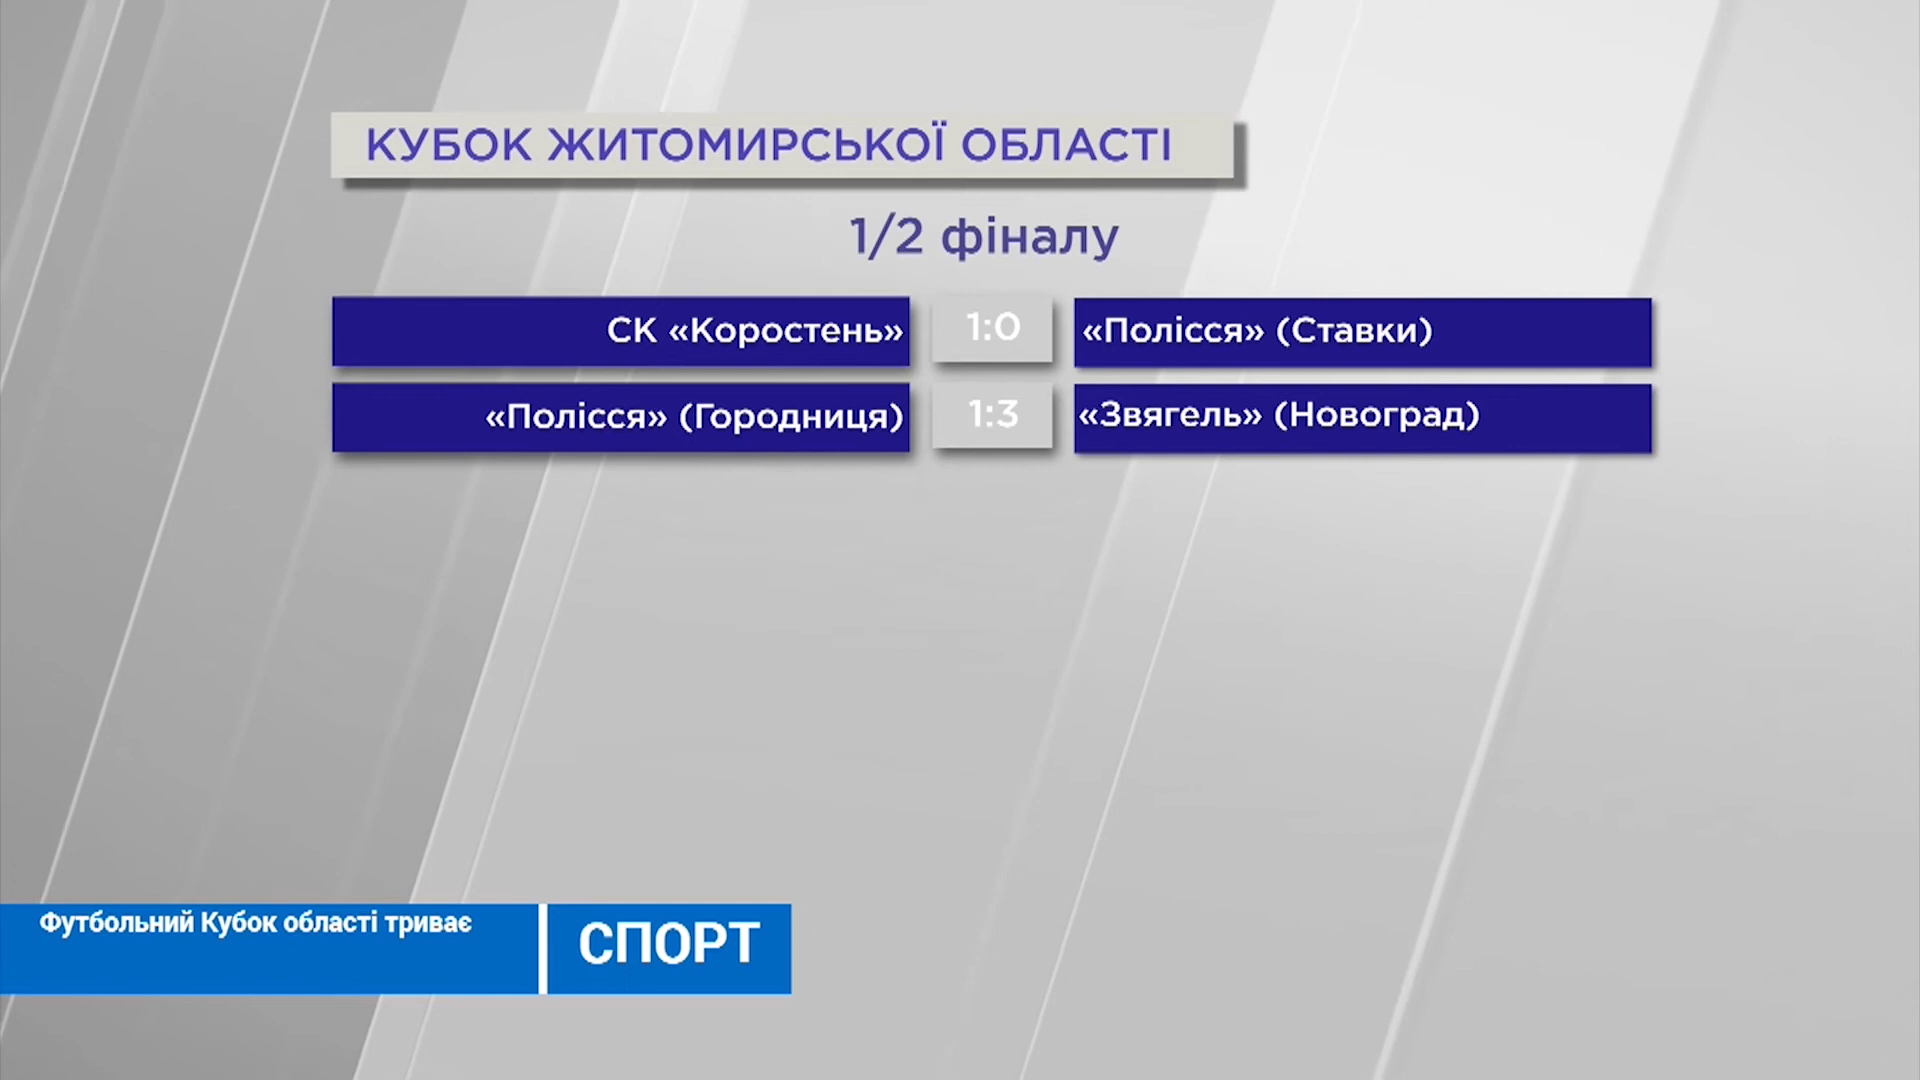 КУБОК ЖИТОМИРСЬКОЇ ОБЛАСТІ
1/2 фіналу
СК «Коростень» 1:0 «Полісся» (Ставки)
«Полісся» (Городниця) 1:3 «Звягель» (Новоград)
Футбольний Кубок області триває
СПОРТ